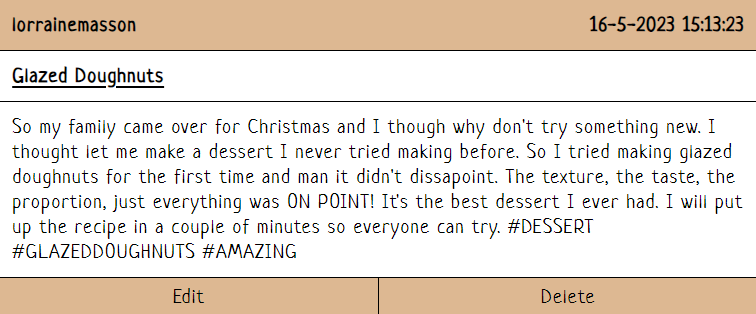 lorrainemasson
16-5-2023 15:13:23
Glazed Doughnuts
So my family came over for Christmas and I though why don't try something new. I
thought let me make a dessert I never tried making before. So I tried making glazed
doughnuts for the first time and man it didn't dissapoint. The texture, the taste, the
proportion, just everything was ON POINT! It's the best dessert I ever had. I will put
up the recipe in a couple of minutes so everyone can try. #DESSERT
#GLAZEDDOUGHNUTS #AMAZING
Edit
Delete